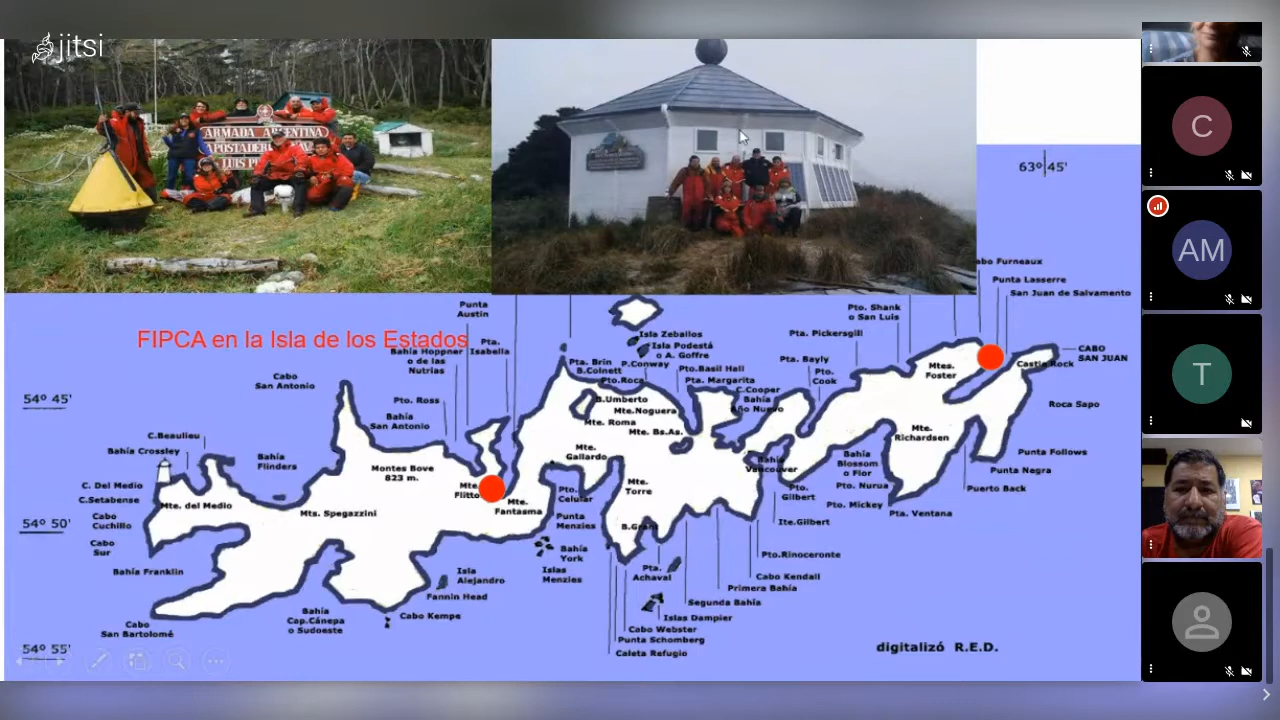 jitsi
ARMADA ARGENTINA
APOSTADERO NAVAL
LUIS
63º 45'
FIPCA en la Isla de los Estados
54º 45'
54º 50'
54º 55'
Punta
Austin
Pta.
Isabella
Bahía Hoppner
o de las
Nutrias
Cabo
San Antonio
Pto. Ross
Bahía
San Antonio
C.Beaulieu
Bahía Crossley
Bahía
Flinders
C. Del Medio
C.Setabense
Cabo
Cuchillo
Cabo
Sur
Bahía Franklin
Cabo
San Bartolomé
Mte. del Medio
Mts. Spegazzini
Montes Bove
823 m.
Mte.
Flitto
Mte.
Fantasma
Bahía
Cap.Cánepa
o Sudoeste
Cabo Kempe
Fannin Head
Isla
Alejandro
Isla Zeballos
Isla Podestá
o A. Goffre
P.Conway
Pta. Brin
B.Colnett
Pto.Roca
B.Umberto
Mte.Noguera
Mte. Roma
Mte. Bs.As.
Mte.
Gallardo
Mte.
Torre
Pto.
Celular
Punta
Menzies
Bahía
York
Islas
Menzies
B.Grant
Pta.
Achaval
Pto.Basil Hall
Pta. Margarita
C.Cooper
Bahía
Año Nuevo
Pta. Pickersgill
Pta. Bayly
Pto.
Cook
Pto. Shank
o San Luis
Cabo Furneaux
Punta Lasserre
San Juan de Salvamento
CABO
SAN JUAN
Castle Rock
Mtes.
Foster
Roca Sapo
Mte.
Richardsen
Punta Follows
Punta Negra
Puerto Back
Bahía
Vancouver
Bahía
Blossom
o Flor
Pto.
Gilbert
Pto. Nurua
Pto. Mickey
Pta. Ventana
Ite.Gilbert
Pto.Rinoceronte
Cabo Kendall
Primera Bahía
Segunda Bahía
Islas Dampier
Cabo Webster
Punta Schomberg
Caleta Refugio
digitalizó R.E.D.
C
AM
T